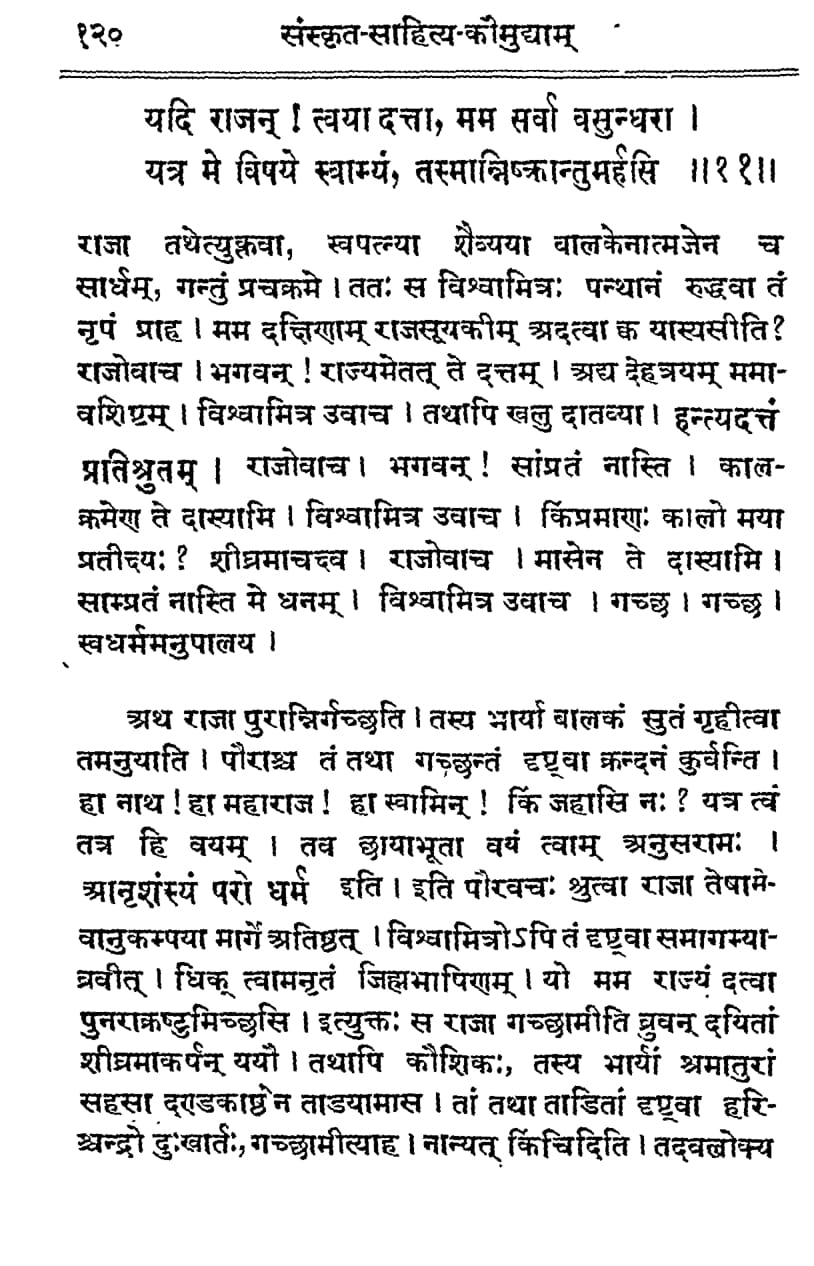 १२०	संस्कृत-साहित्य-कौमुद्याम्
यदि राजन् ! त्वया दत्ता, मम सर्वा वसुन्धरा ।
यत्र मे विषये स्वाम्यं, तस्मान्निष्क्रान्तुमर्हसि ॥११॥
राजा तथेत्युक्त्वा, स्वपत्न्या शैव्यया बालकेनात्मजेन च
सार्धम्, गन्तुं प्रचक्रमे । ततः स विश्वामित्रः पन्थानं रुद्ध्वा तं
नृपं प्राह । मम दक्षिणाम् राजसूयकीम् अदत्वा क्व यास्यसीति?
राजोवाच । भगवन् ! राज्यमेतत् ते दत्तम् । अद्य देहत्रयम् ममा-
वशिष्टम् । विश्वामित्र उवाच । तथापि खलु दातव्या । हन्त्यदत्तं
प्रतिश्रुतम् । राजोवाच । भगवन् ! सांप्रतं नास्ति । काल-
क्रमेण ते दास्यामि । विश्वामित्र उवाच । किंप्रमाणः कालो मया
प्रतीक्ष्यः? शीघ्रमाचक्ष्व । राजोवाच । मासेन ते दास्यामि ।
साम्प्रतं नास्ति मे धनम् । विश्वामित्र उवाच । गच्छ । गच्छ ।
स्वधर्ममनुपालय ।
अथ राजा पुरान्निर्गच्छति । तस्य भार्या बालकं सुतं गृहीत्वा
तमनुयाति । पौराश्च तं तथा गच्छन्तं दृष्ट्वा क्रन्दनं कुर्वन्ति ।
हा नाथ ! हा महाराज ! हा स्वामिन् ! किं जहासि नः? यत्र त्वं
तत्र हि वयम् । तव छायाभूता वयं त्वाम् अनुसरामः ।
आनृशंस्यं परो धर्म इति । इति पौरवचः श्रुत्वा राजा तेषामे-
वानुकम्पया मार्गे अतिष्ठत् । विश्वामित्रोऽपि तं दृष्ट्वा समागम्या-
ब्रवीत् । धिक् त्वामनृतं जिह्मभाषिणम् । यो मम राज्यं दत्वा
पुनराक्रष्टुमिच्छसि । इत्युक्तः स राजा गच्छामीति ब्रुवन् दयितां
शीघ्रमाकर्षन् ययौ । तथापि कौशिकः, तस्य भार्यां श्रमातुरां
सहसा दण्डकाष्ठेन ताडयामास । तां तथा ताडितां दृष्ट्वा हरि-
श्चन्द्रो दुःखार्तः, गच्छामीत्याह । नान्यत् किंचिदिति । तदवलोक्य